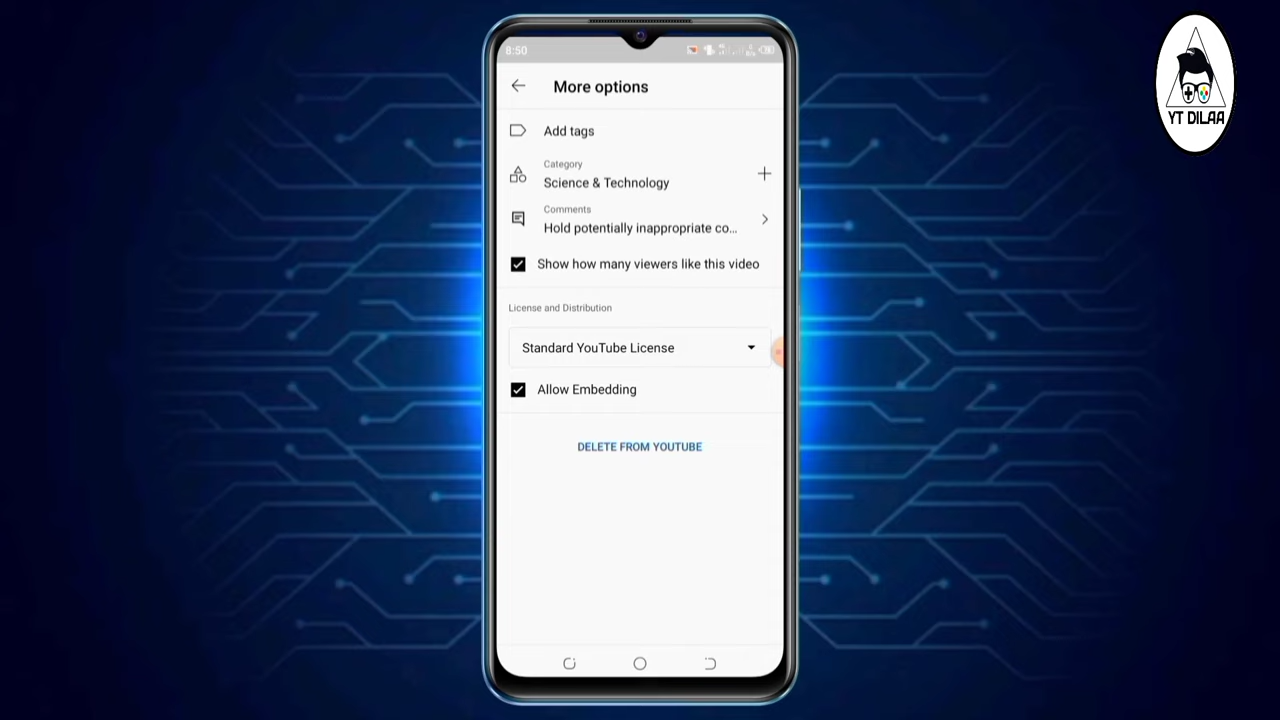 8:50
YT DILAA
More options
Add tags
Category
Science & Technology
Comments
Hold potentially inappropriate co...
Show how many viewers like this video
License and Distribution
Standard YouTube License
Allow Embedding
DELETE FROM YOUTUBE